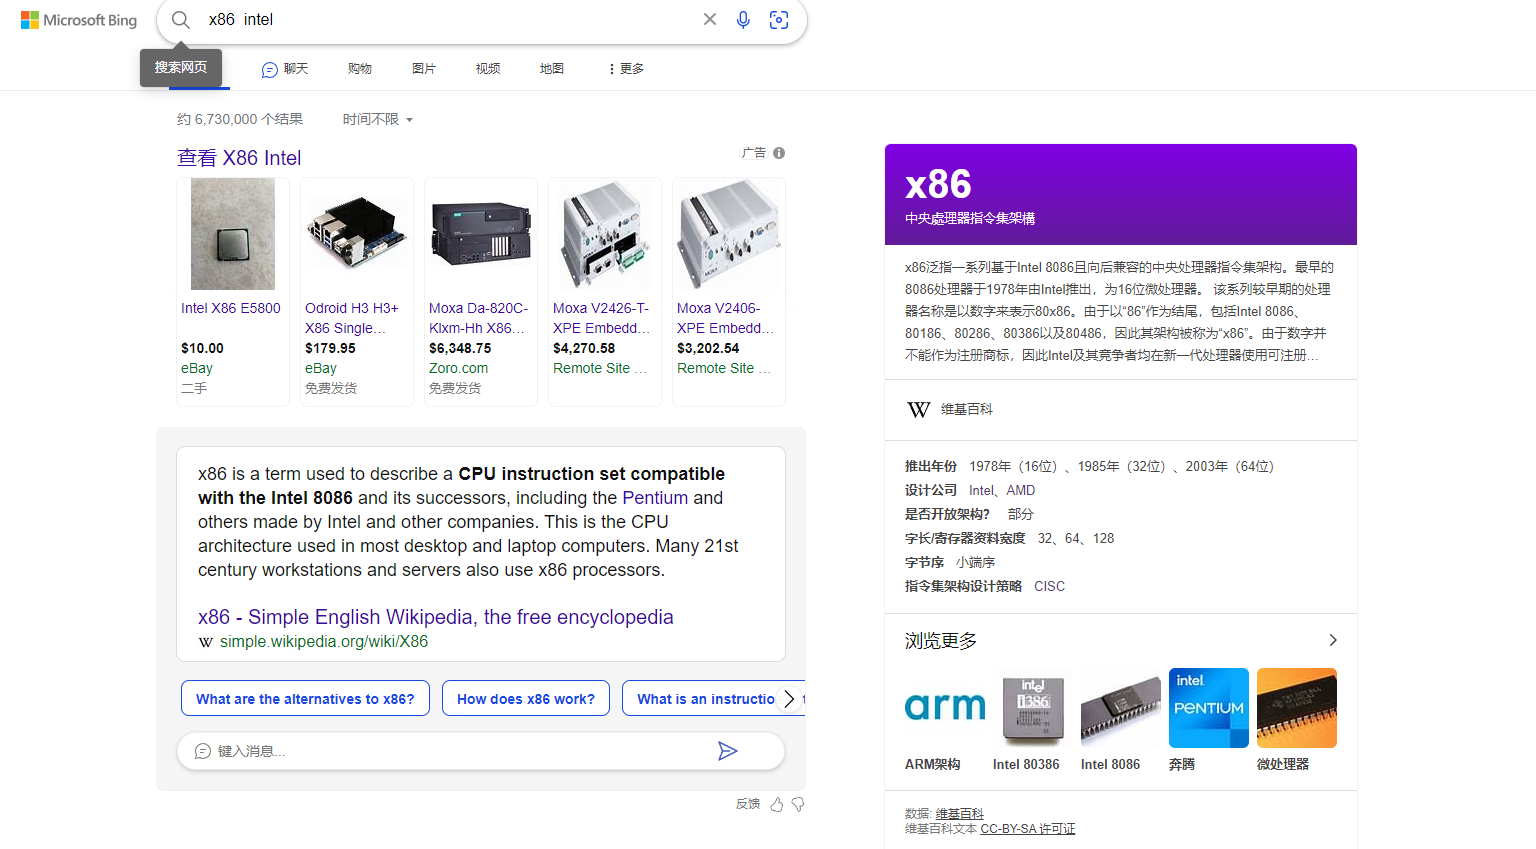 Microsoft Bing
x86  intel
搜索网页
聊天
购物
图片
视频
地图
更多
约 6,730,000 个结果
时间不限
查看 X86 Intel
广告
Intel X86 E5800
$10.00
eBay
二手
Odroid H3 H3+
X86 Single...
$179.95
eBay
免费发货
Moxa Da-820C-
Klxm-Hh X86...
$6,348.75
Zoro.com
免费发货
Moxa V2426-T-
XPE Embedd...
$4,270.58
Remote Site ...
MOXA
Moxa V2406-
XPE Embedd...
$3,202.54
Remote Site ...
x86 is a term used to describe a CPU instruction set compatible
with the Intel 8086 and its successors, including the Pentium and
others made by Intel and other companies. This is the CPU
architecture used in most desktop and laptop computers. Many 21st
century workstations and servers also use x86 processors.
x86 - Simple English Wikipedia, the free encyclopedia
W simple.wikipedia.org/wiki/X86
What are the alternatives to x86?
How does x86 work?
What is an instructio
键入消息...
反馈
x86
中央處理器指令集架構
x86泛指一系列基于Intel 8086且向后兼容的中央处理器指令集架构。最早的
8086处理器于1978年由Intel推出，为16位微处理器。 该系列较早期的处理
器名称是以数字来表示80x86。由于以“86”作为结尾，包括Intel 8086、
80186、80286、80386以及80486，因此其架构被称为“x86”。由于数字并
不能作为注册商标，因此Intel及其竞争者均在新一代处理器使用可注册...
W 维基百科
推出年份 1978年（16位）、1985年（32位）、2003年（64位）
设计公司 Intel、AMD
是否开放架构? 部分
字长/寄存器资料宽度 32、64、128
字节序 小端序
指令集架构设计策略 CISC
浏览更多
arm
ARM架构
intel
i386
Intel 80386
Intel 8086
intel
PENTIUM
奔腾
微处理器
数据: 维基百科
维基百科文本 CC-BY-SA 许可证